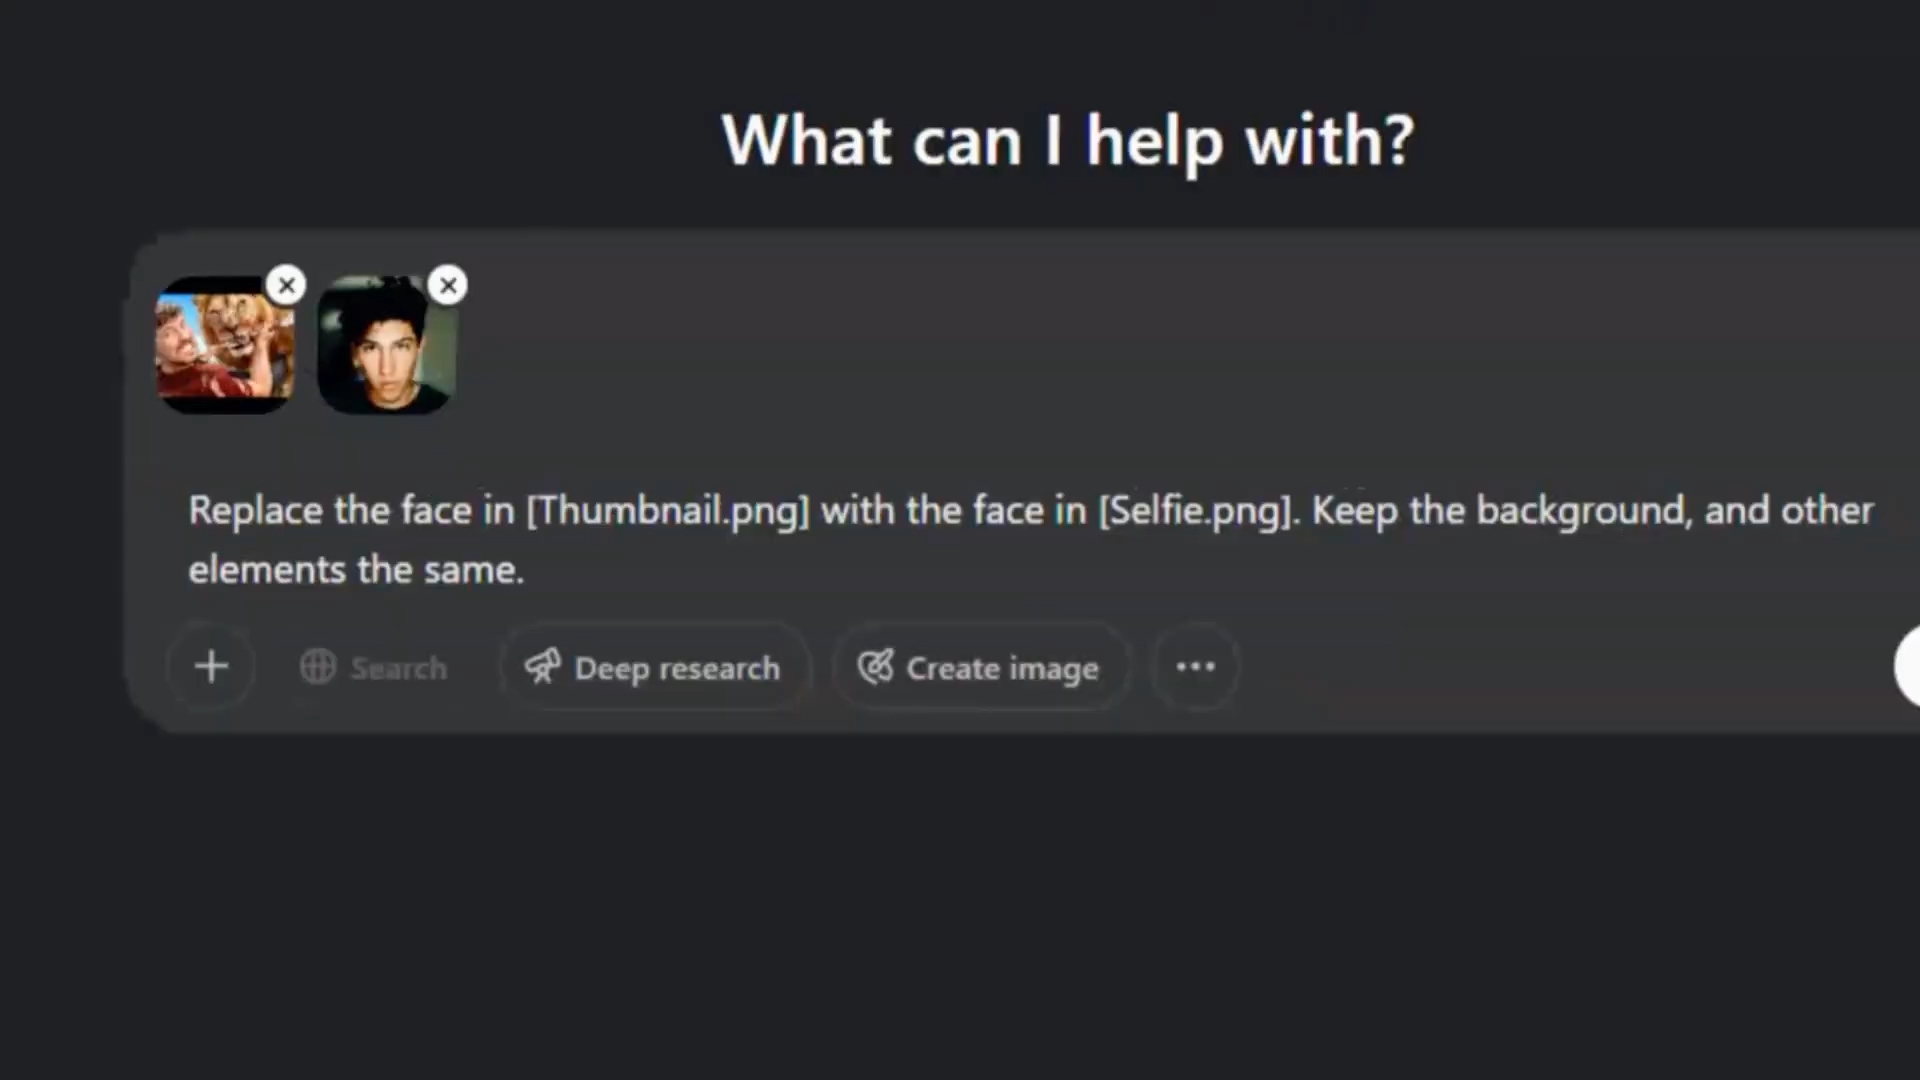 What can I help with?
Replace the face in [Thumbnail.png] with the face in [Selfie.png]. Keep the background, and other
elements the same.
Search
Deep research
Create image